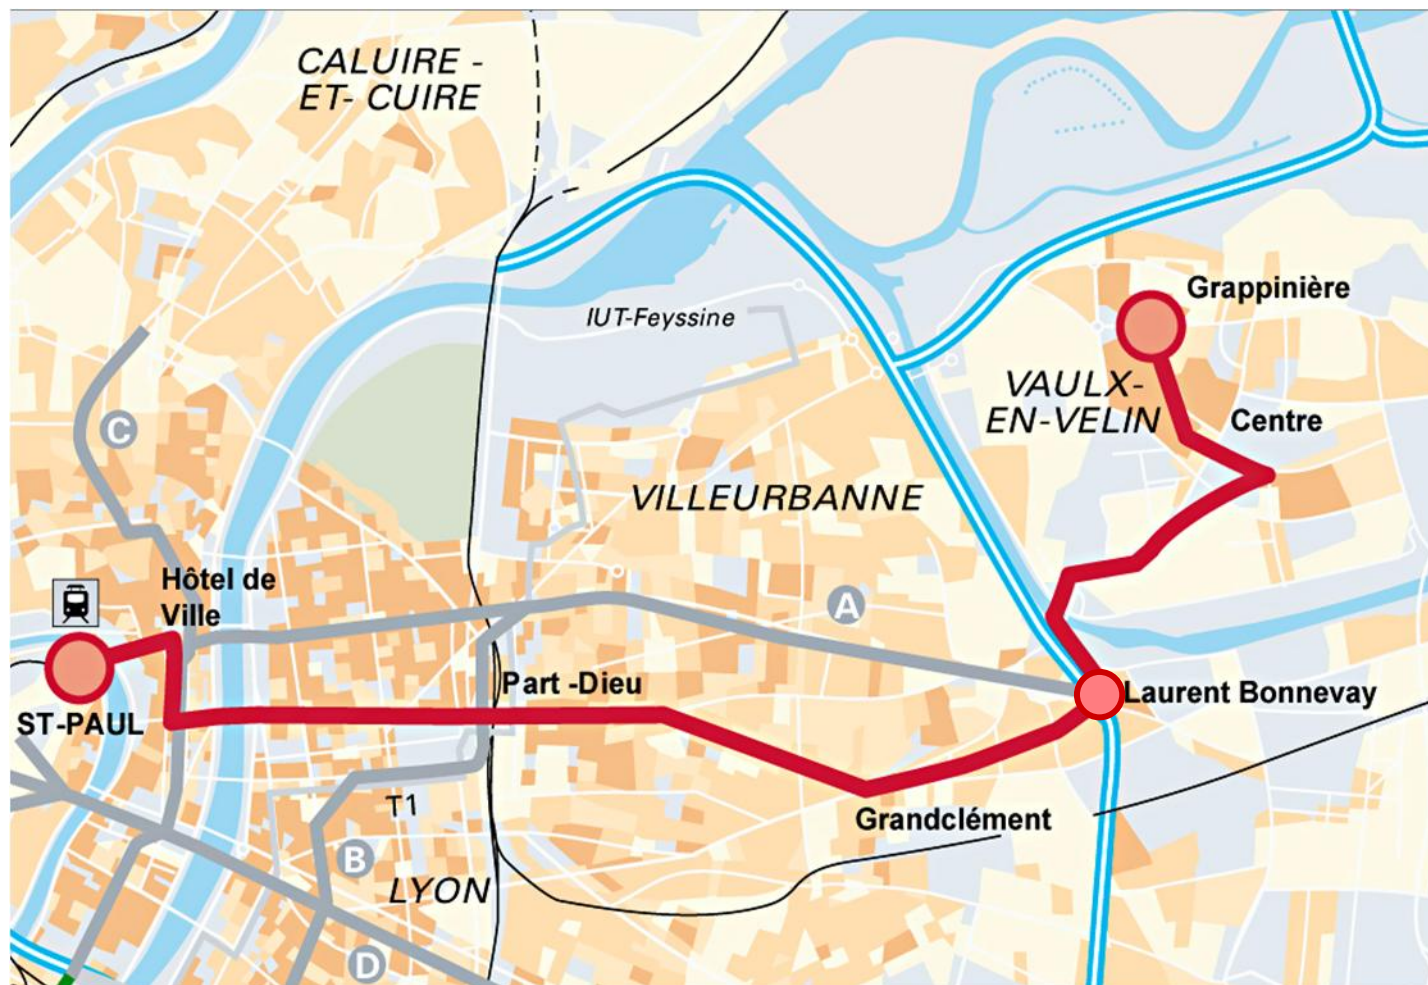 CALUIRE -
ET- CUIRE
Grappinière
IUT-Feyssine
VAULX-
EN-VELIN
Centre
C
VILLEURBANNE
Hôtel de
Ville
A
Part -Dieu
Laurent Bonnevay
ST-PAUL
T1
Grandclément
B
LYON
D